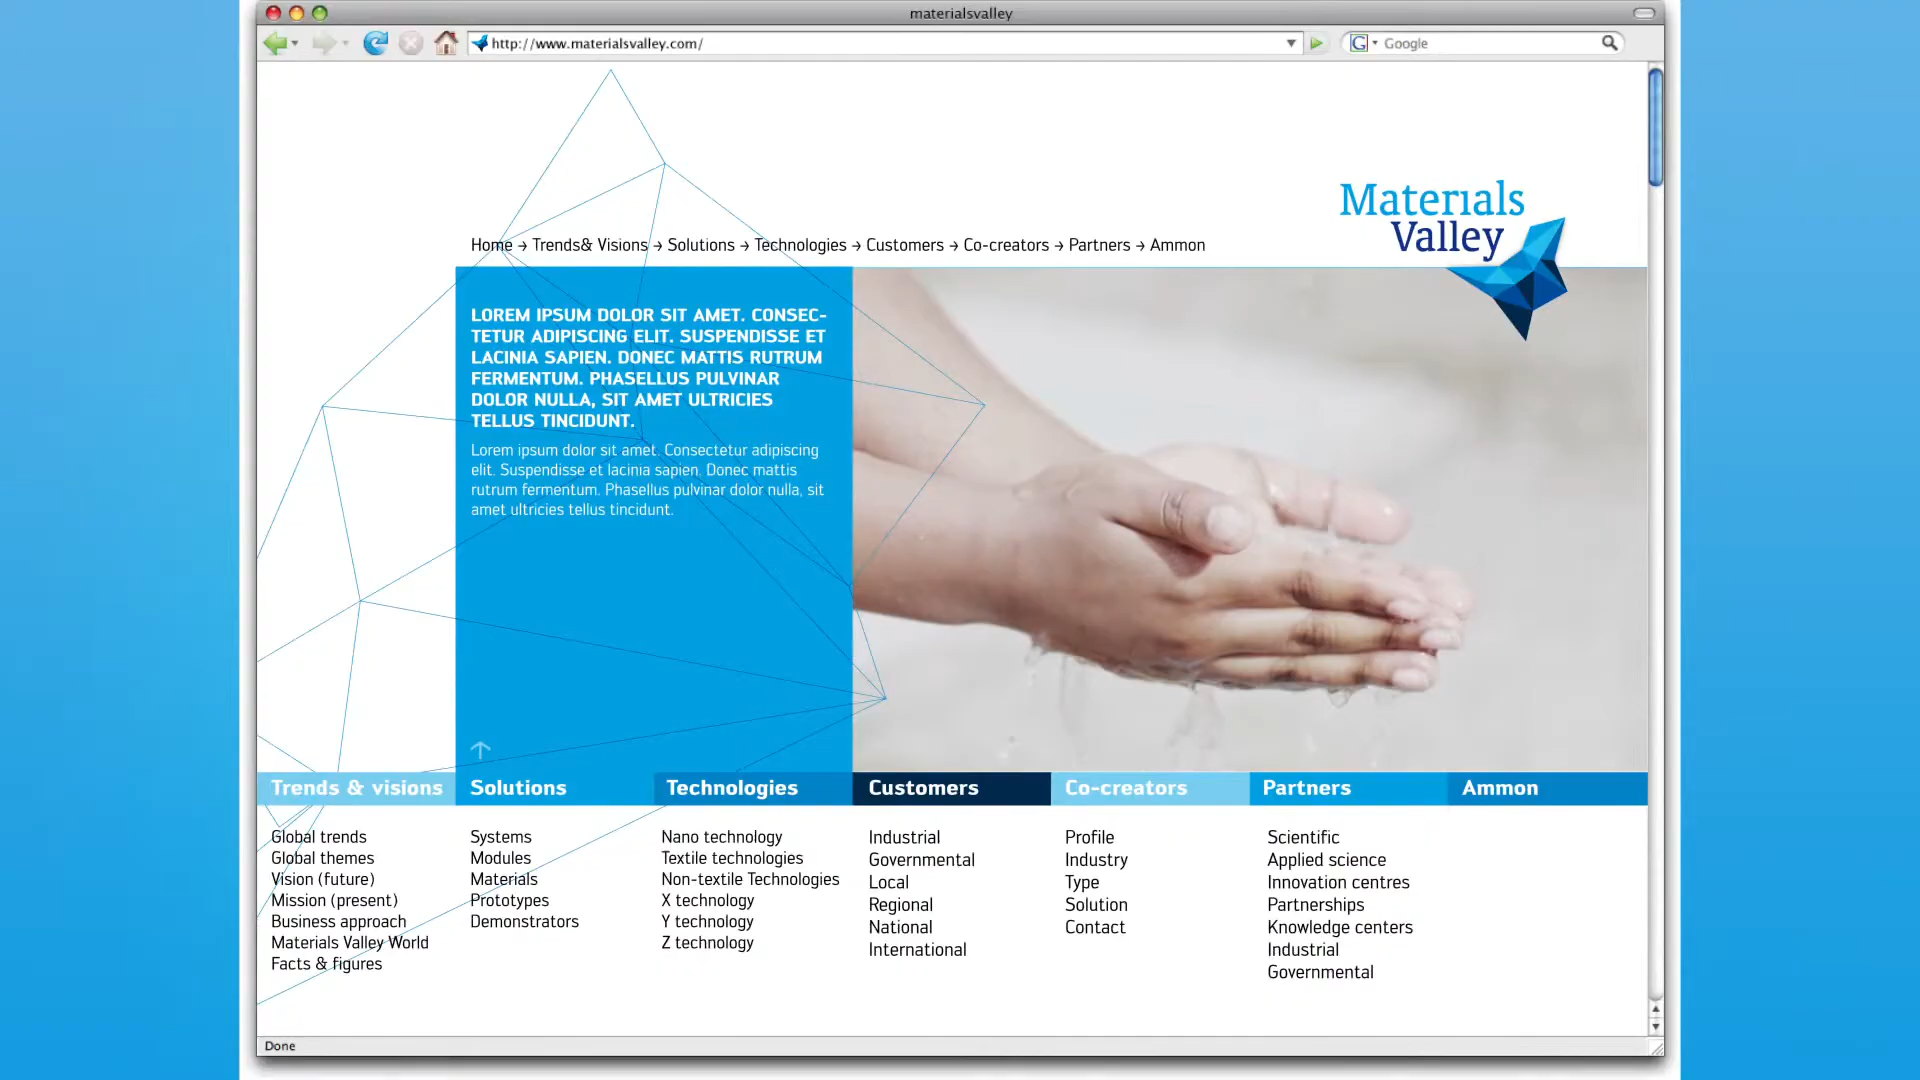 materialsvalley
http://www.materialsvalley.com/
Google
Materıals
Valley
Home → Trends& Visions → Solutions → Technologies → Customers → Co-creators → Partners → Ammon
LOREM IPSUM DOLOR SIT AMET. CONSEC-
TETUR ADIPISCING ELIT. SUSPENDISSE ET
LACINIA SAPIEN. DONEC MATTIS RUTRUM
FERMENTUM. PHASELLUS PULVINAR
DOLOR NULLA, SIT AMET ULTRICIES
TELLUS TINCIDUNT.
Lorem ipsum dolor sit amet. Consectetur adipiscing
elit. Suspendisse et lacinia sapien. Donec mattis
rutrum fermentum. Phasellus pulvinar dolor nulla, sit
amet ultricies tellus tincidunt.
Trends & visions
Global trends
Global themes
Vision (future)
Mission (present)
Business approach
Materials Valley World
Facts & figures
Solutions
Systems
Modules
Materials
Prototypes
Demonstrators
Technologies
Nano technology
Textile technologies
Non-textile Technologies
X technology
Y technology
Z technology
Customers
Industrial
Governmental
Local
Regional
National
International
Co-creators
Profile
Industry
Type
Solution
Contact
Partners
Scientific
Applied science
Innovation centres
Partnerships
Knowledge centers
Industrial
Governmental
Ammon
Done